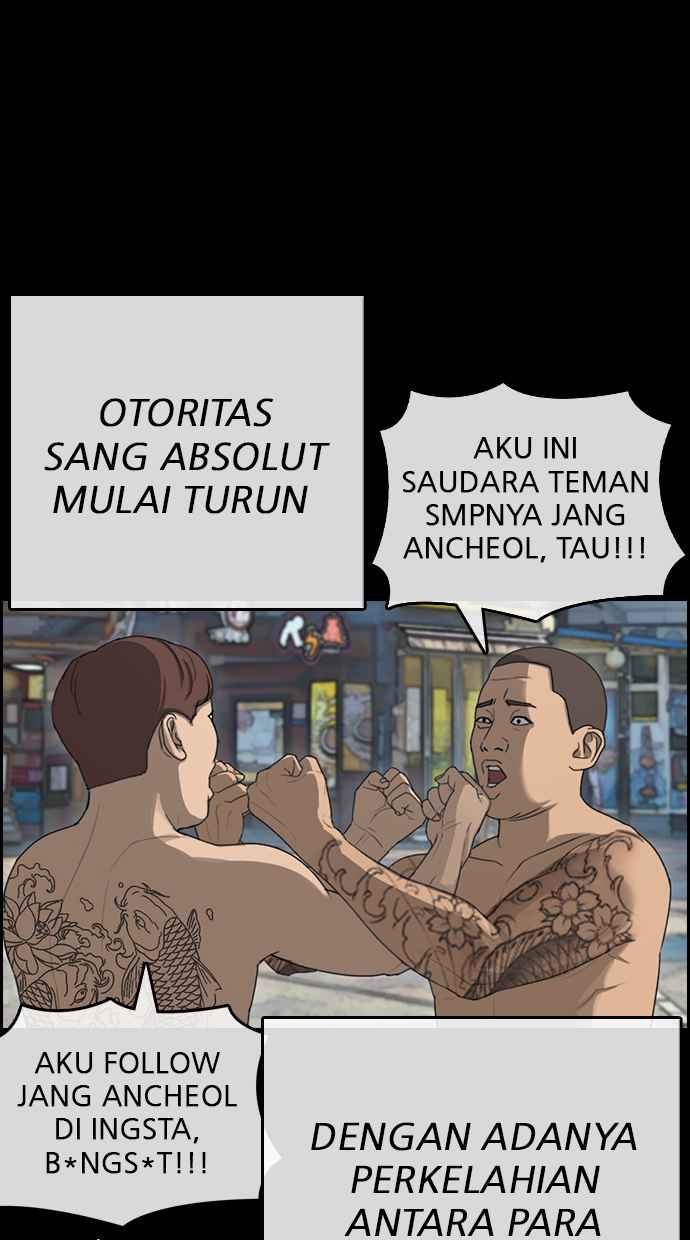 OTORITAS
SANG ABSOLUT
MULAI TURUN
AKU INI
SAUDARA TEMAN
SMPNYA JANG
ANCHEOL, TAU!!!
AKU FOLLOW
JANG ANCHEOL
DI INGSTA,
B*NGS*T!!!
DENGAN ADANYA
PERKELAHIAN
ANTARA PARA